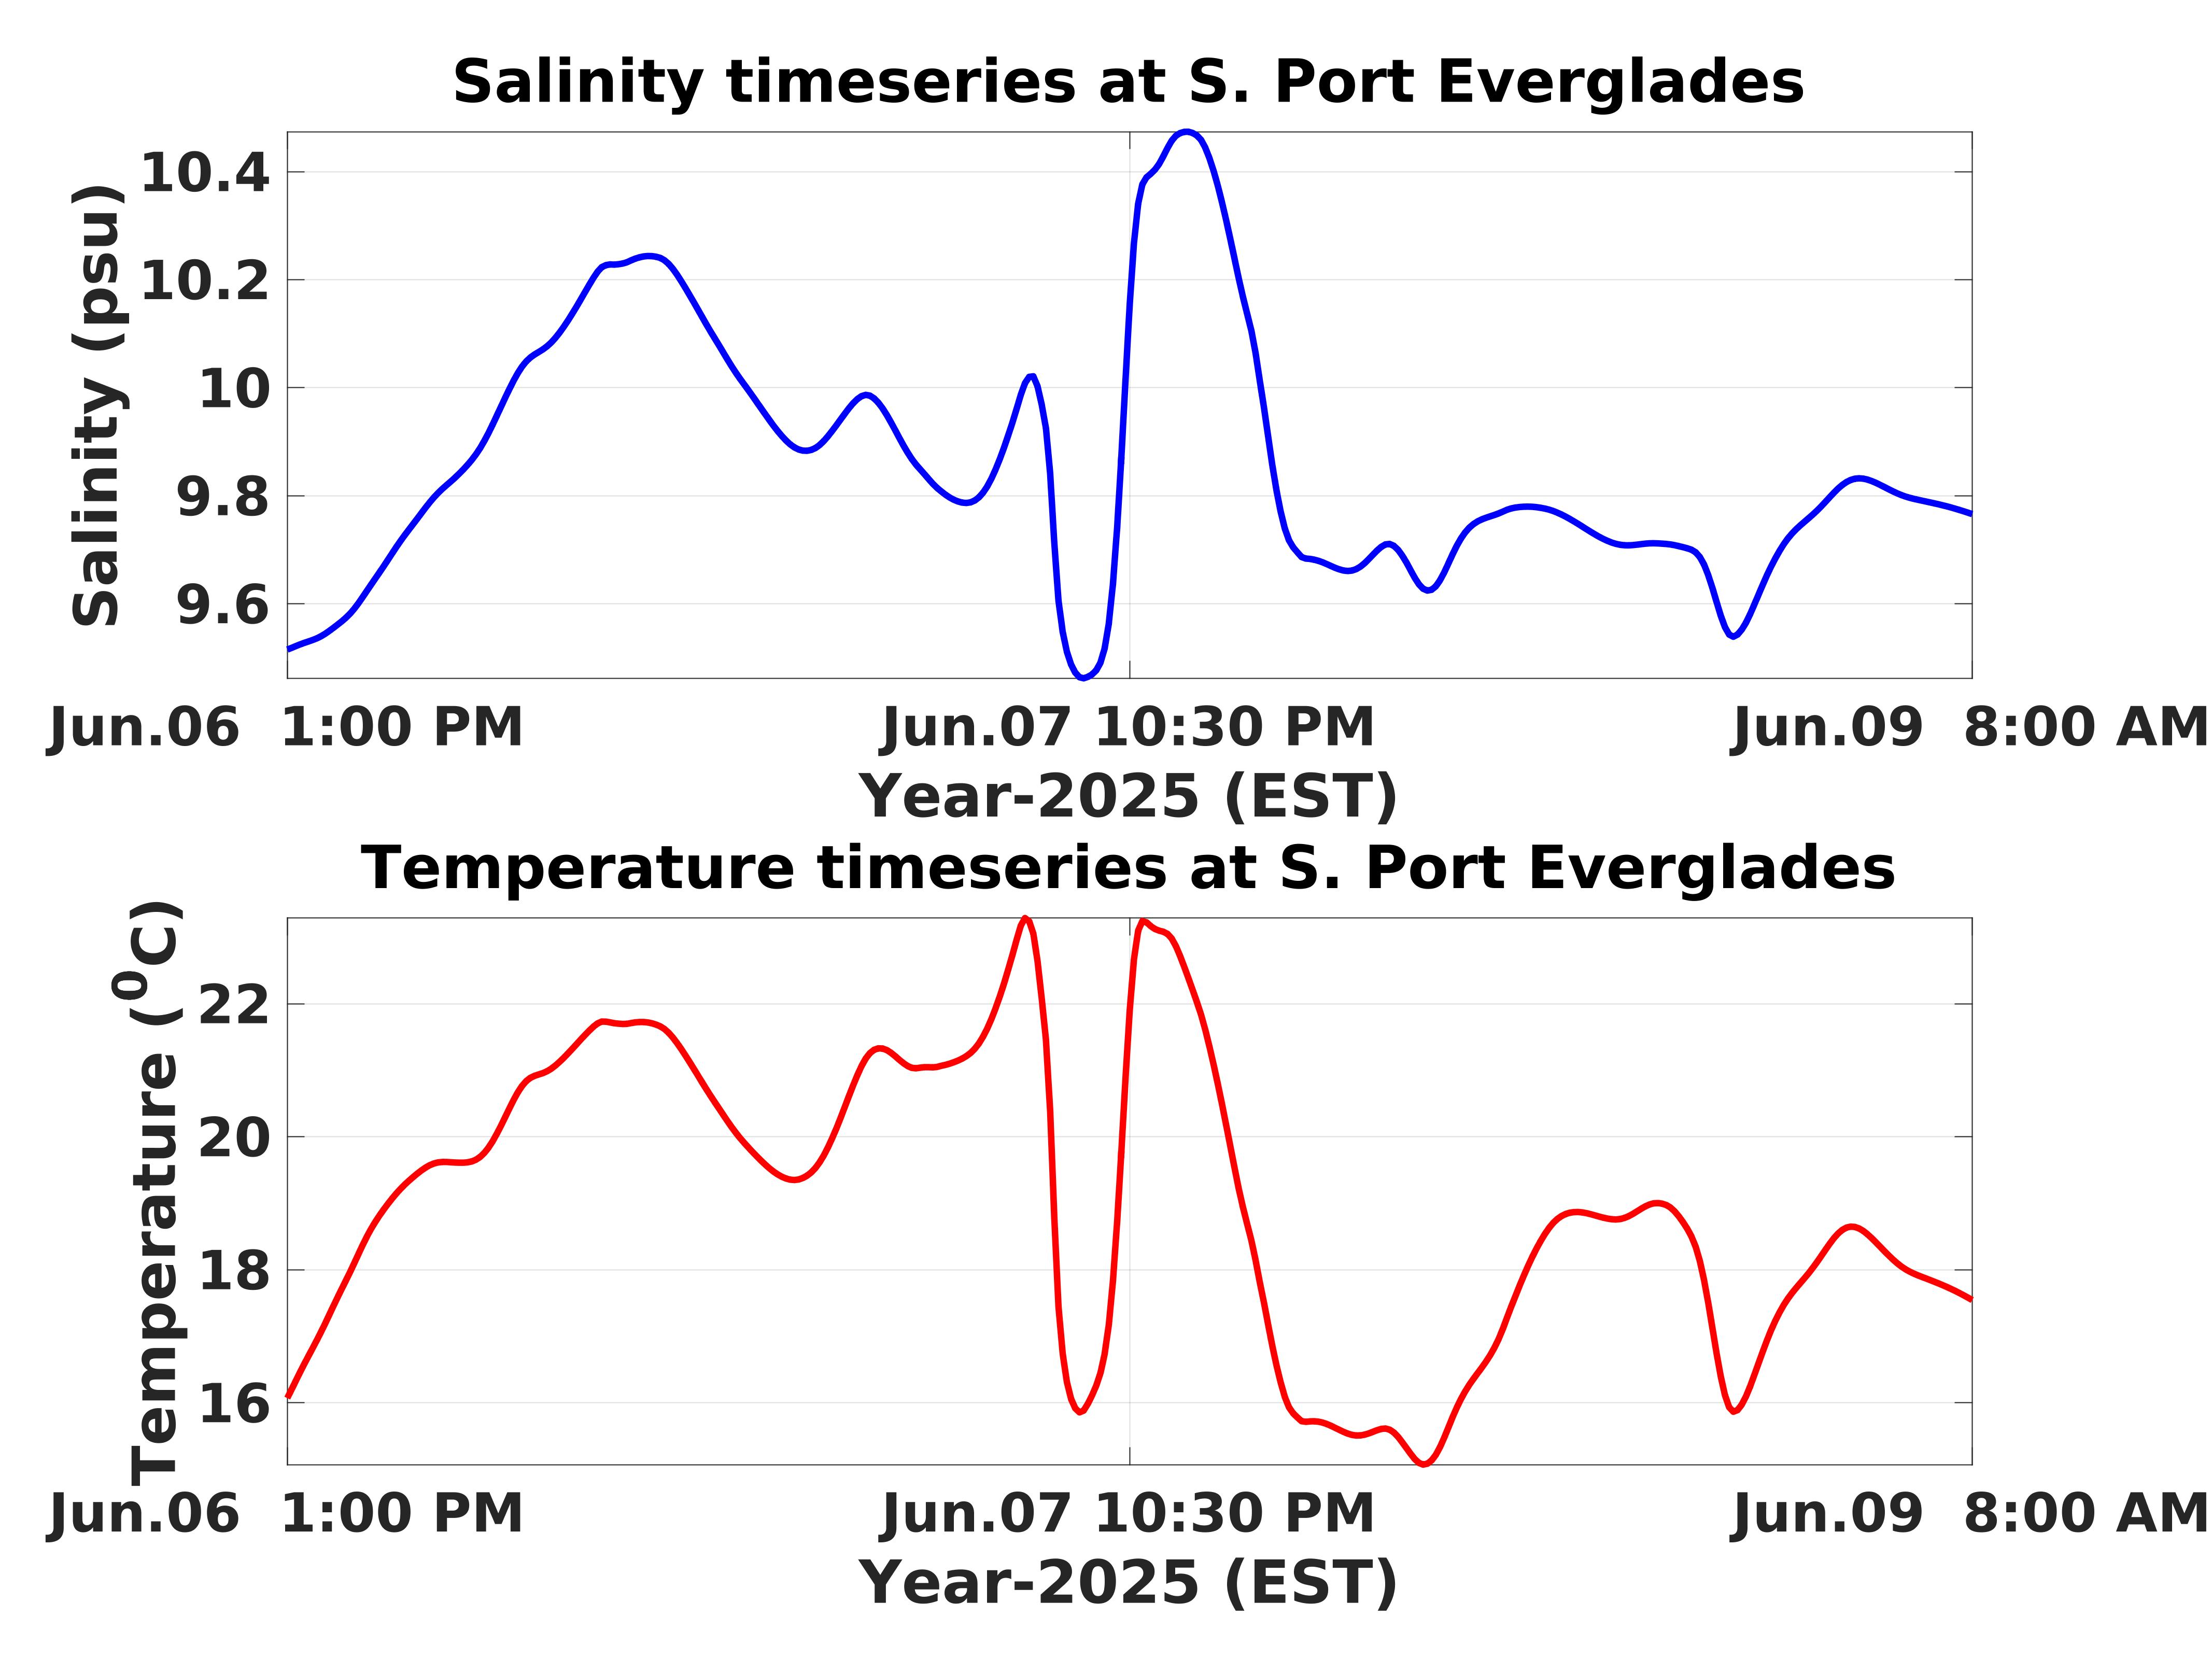 Salinity timeseries at S. Port Everglades
Salinity (psu)
10.4
10.2
10
9.8
9.6
Jun.06  1:00 PM
Jun.07 10:30 PM
Jun.09  8:00 AM
Year-2025 (EST)
Temperature timeseries at S. Port Everglades
Temperature (⁰C)
22
20
18
16
Jun.06  1:00 PM
Jun.07 10:30 PM
Jun.09  8:00 AM
Year-2025 (EST)